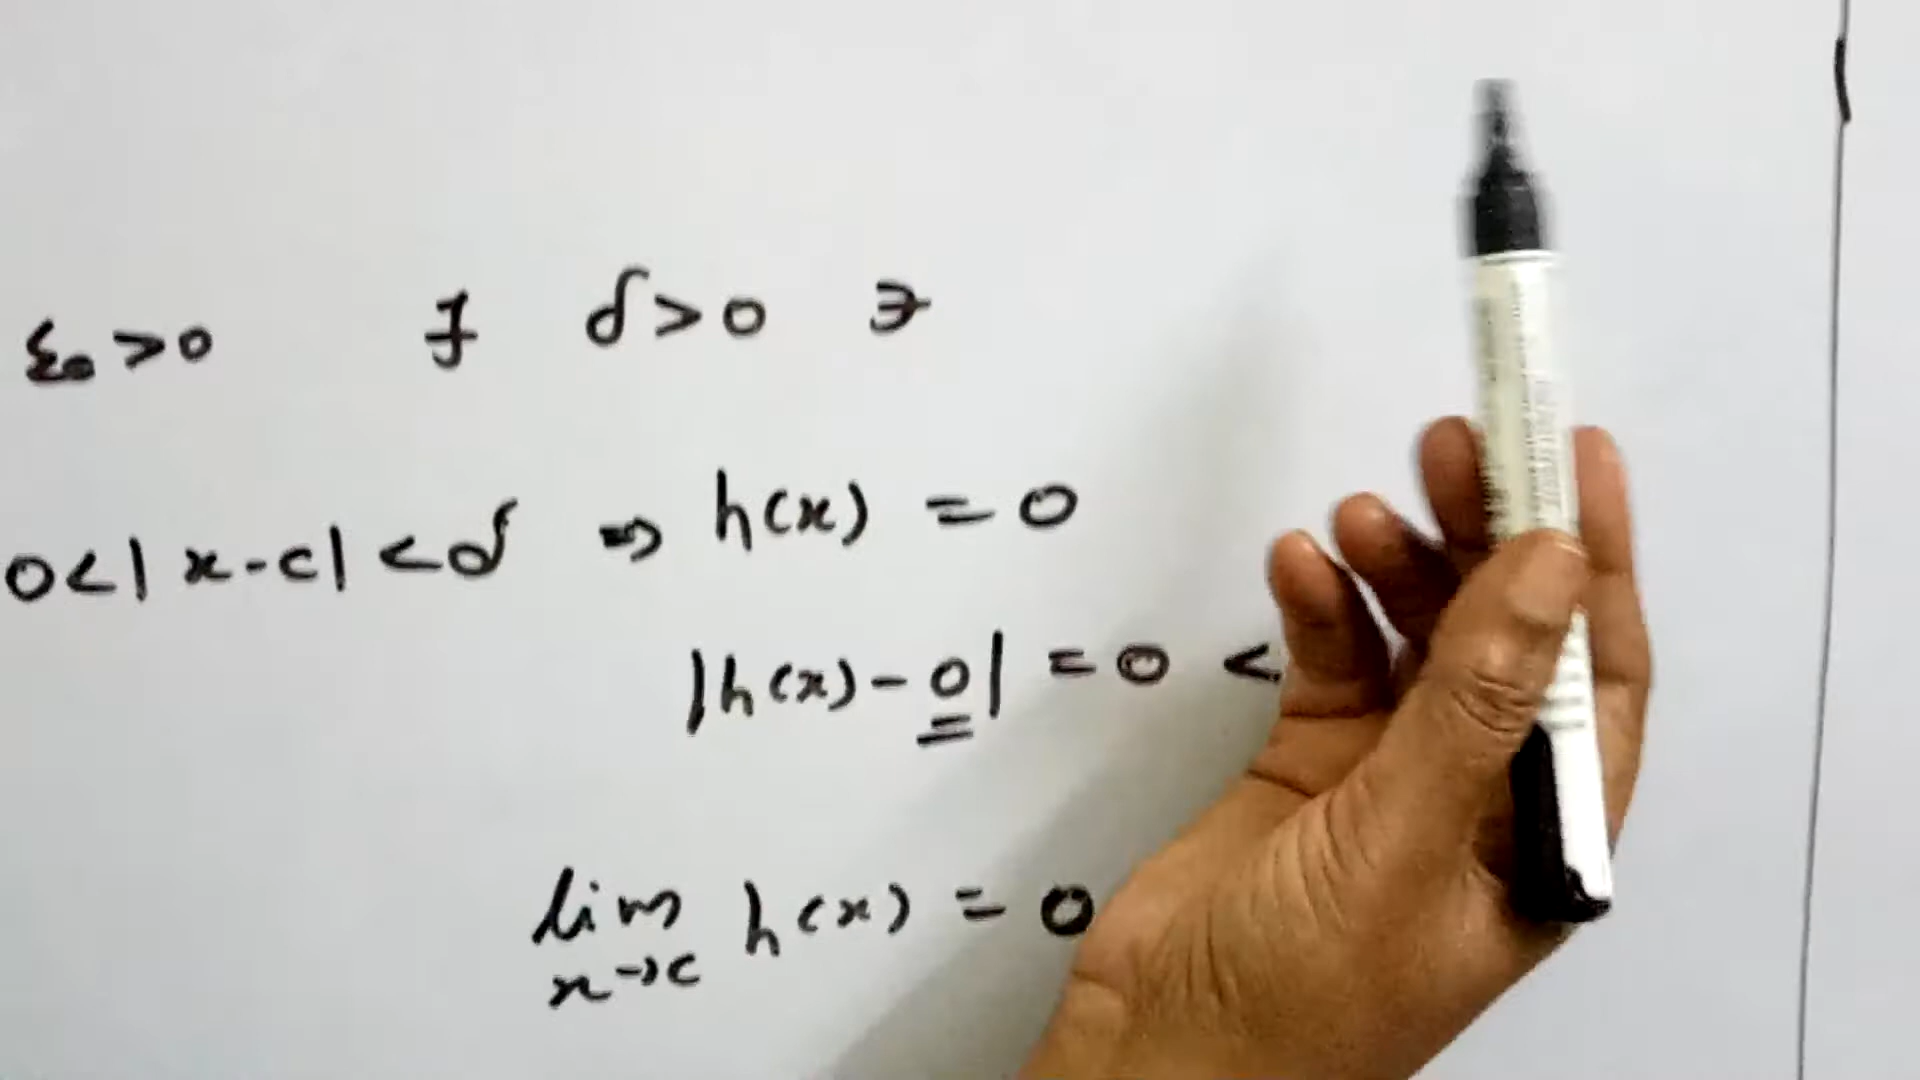 ε₀>0 ∃ δ>0 ∋
0<|x-c|<δ ⇒ h(x) = 0
|h(x)-0| = 0 <
lim h(x) = 0
x→c